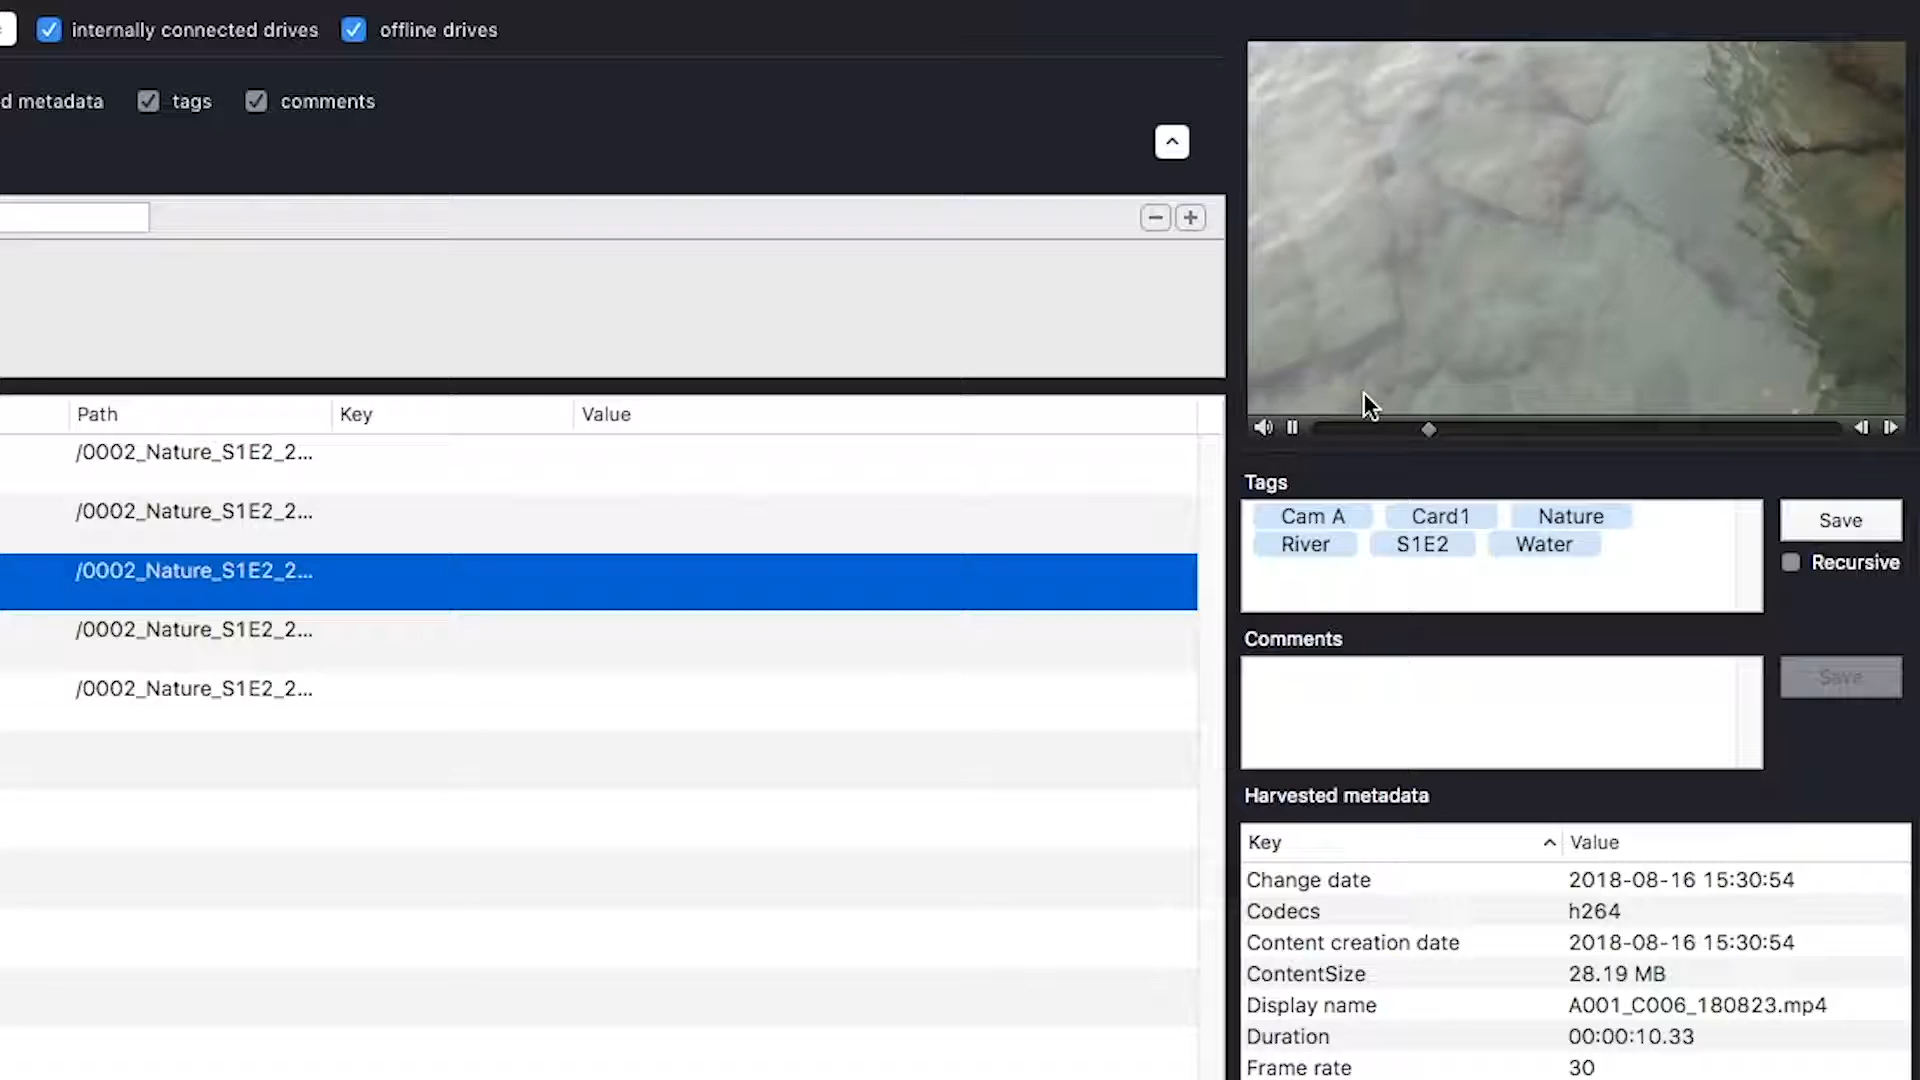 internally connected drives offline drives
d metadata tags comments
Path Key Value
/0002_Nature_S1E2_2...
/0002_Nature_S1E2_2...
/0002_Nature_S1E2_2...
/0002_Nature_S1E2_2...
/0002_Nature_S1E2_2...
Tags
Cam A Card1 Nature
River S1E2 Water
Save
Recursive
Comments
Save
Harvested metadata
Key Value
Change date 2018-08-16 15:30:54
Codecs h264
Content creation date 2018-08-16 15:30:54
ContentSize 28.19 MB
Display name A001_C006_180823.mp4
Duration 00:00:10.33
Frame rate 30